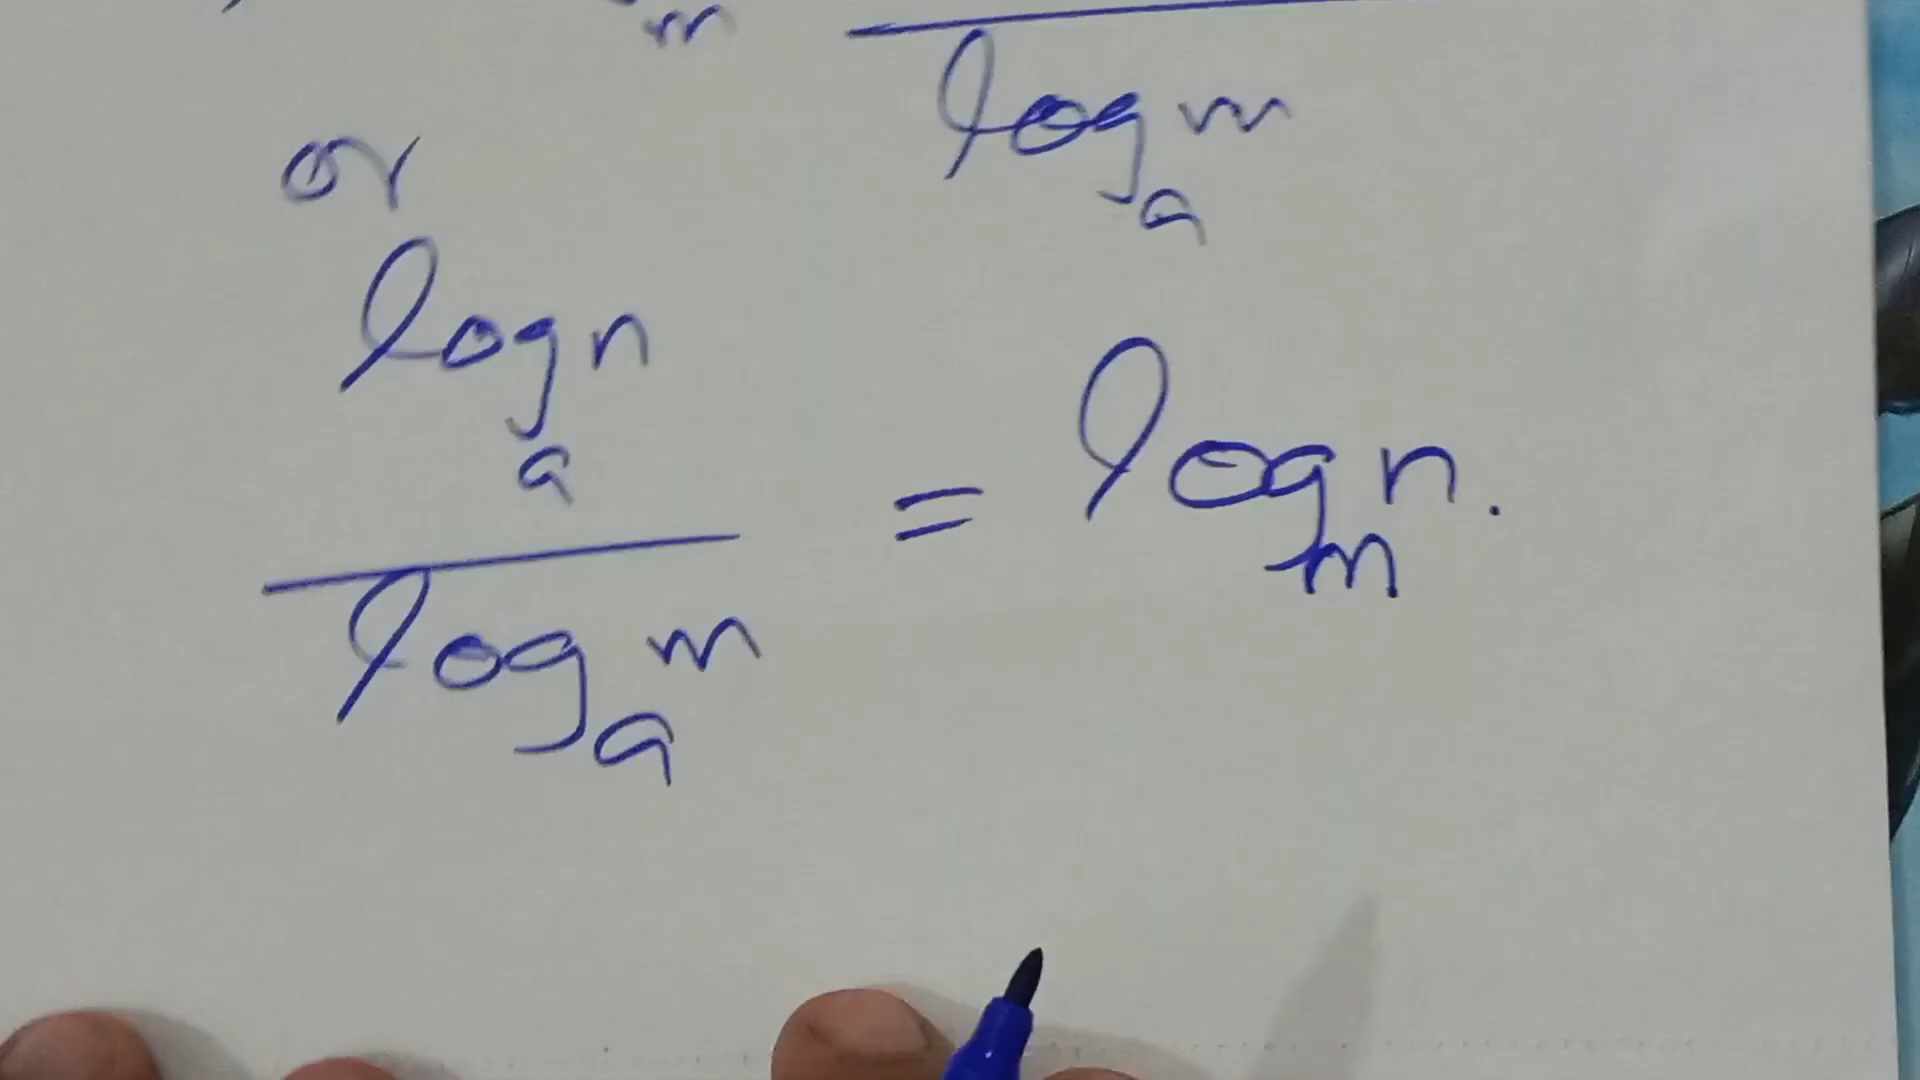 m
log_a m
or
log_a n / log_a m = log_m n.